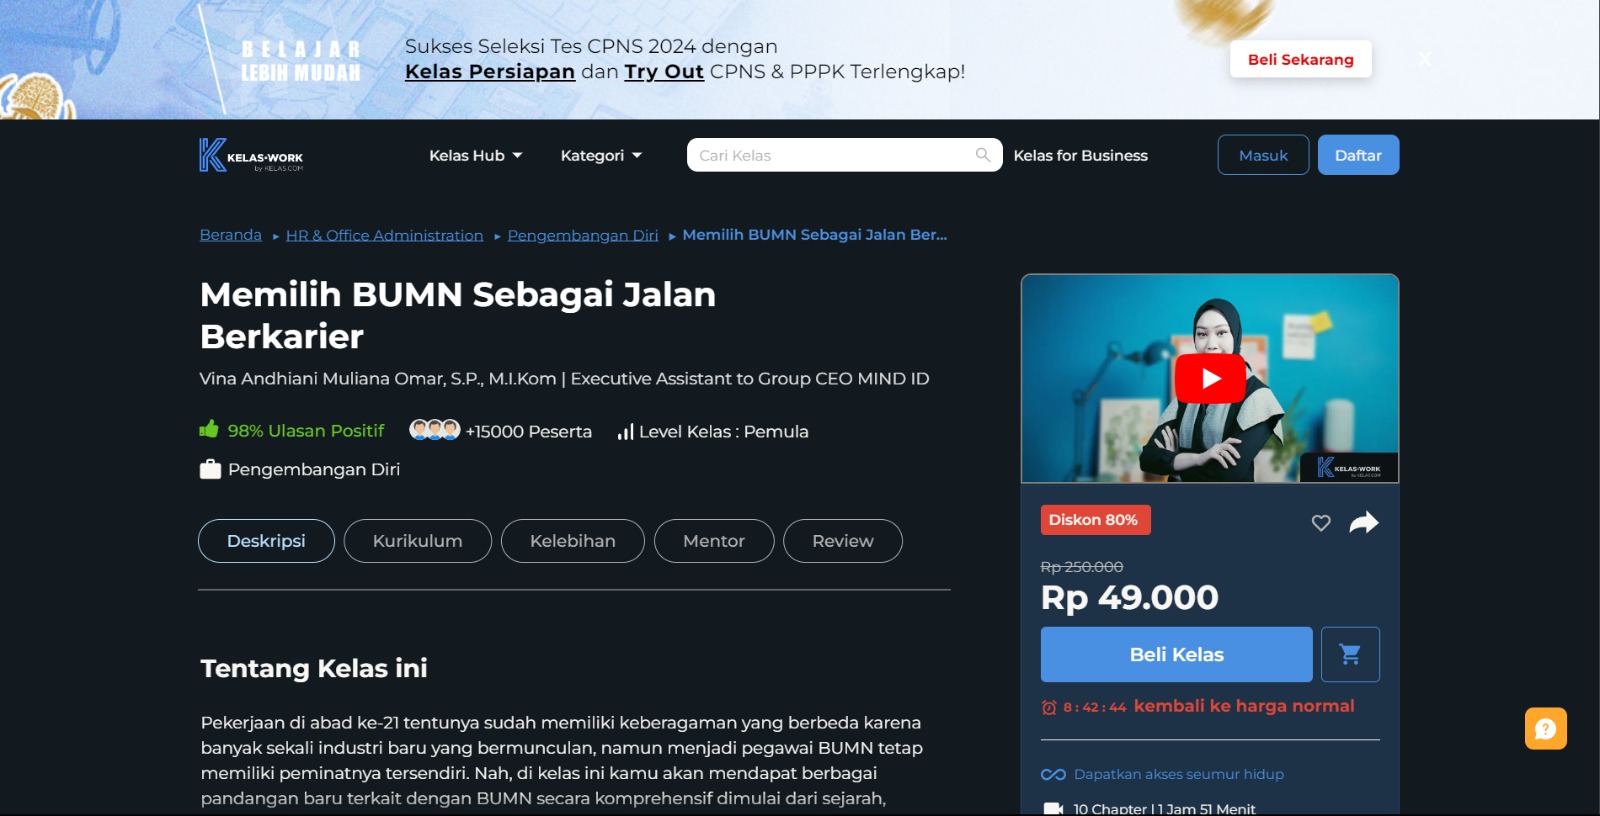 BELAJAR
LEBIH MUDAH
Sukses Seleksi Tes CPNS 2024 dengan
Kelas Persiapan dan Try Out CPNS & PPPK Terlengkap!
Beli Sekarang
X
KELAS•WORK
by KELAS.COM
Kelas Hub
Kategori
Cari Kelas
Kelas for Business
Masuk
Daftar
Beranda ▸ HR & Office Administration ▸ Pengembangan Diri ▸ Memilih BUMN Sebagai Jalan Ber...
Memilih BUMN Sebagai Jalan
Berkarier
Vina Andhiani Muliana Omar, S.P., M.I.Kom | Executive Assistant to Group CEO MIND ID
98% Ulasan Positif
+15000 Peserta
Level Kelas : Pemula
Pengembangan Diri
Deskripsi
Kurikulum
Kelebihan
Mentor
Review
Tentang Kelas ini
Pekerjaan di abad ke-21 tentunya sudah memiliki keberagaman yang berbeda karena
banyak sekali industri baru yang bermunculan, namun menjadi pegawai BUMN tetap
memiliki peminatnya tersendiri. Nah, di kelas ini kamu akan mendapat berbagai
pandangan baru terkait dengan BUMN secara komprehensif dimulai dari sejarah,
KELAS•WORK
by KELAS.COM
Diskon 80%
Rp 250.000
Rp 49.000
Beli Kelas
8 : 42 : 44 kembali ke harga normal
Dapatkan akses seumur hidup
10 Chapter | 1 Jam 51 Menit